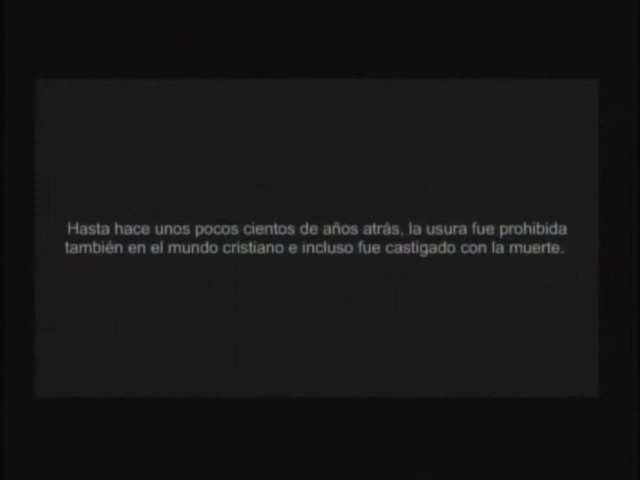 Hasta hace unos pocos cientos de años atrás, la usura fue prohibida
también en el mundo cristiano e incluso fue castigado con la muerte.